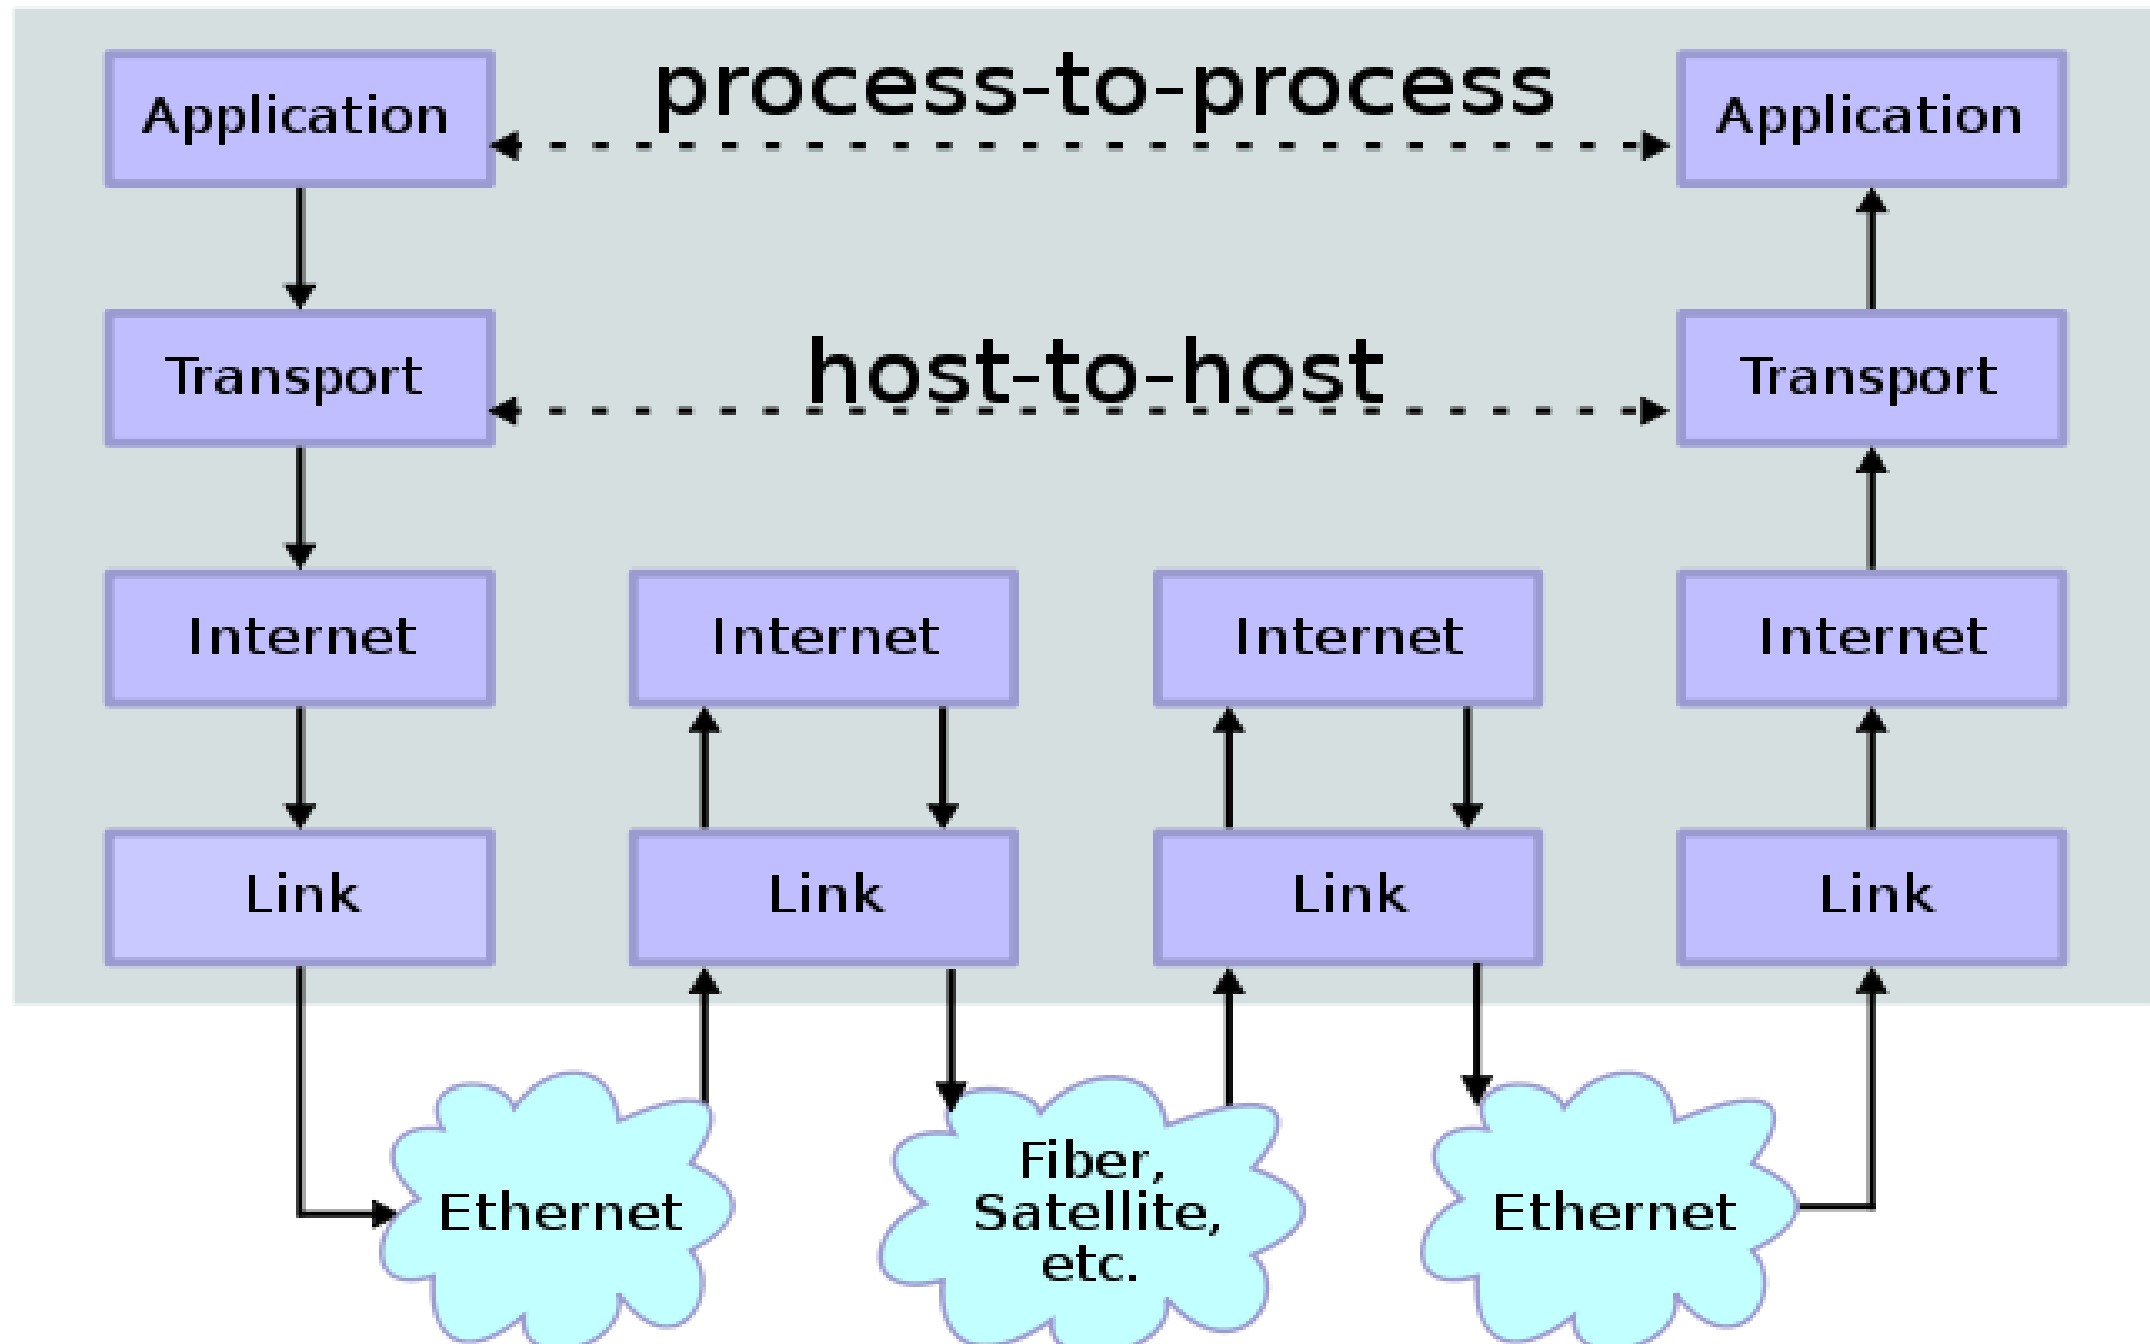 process-to-process
Application
Application
host-to-host
Transport
Transport
Internet
Internet
Internet
Internet
Link
Link
Link
Link
Ethernet
Fiber,
Satellite,
etc.
Ethernet